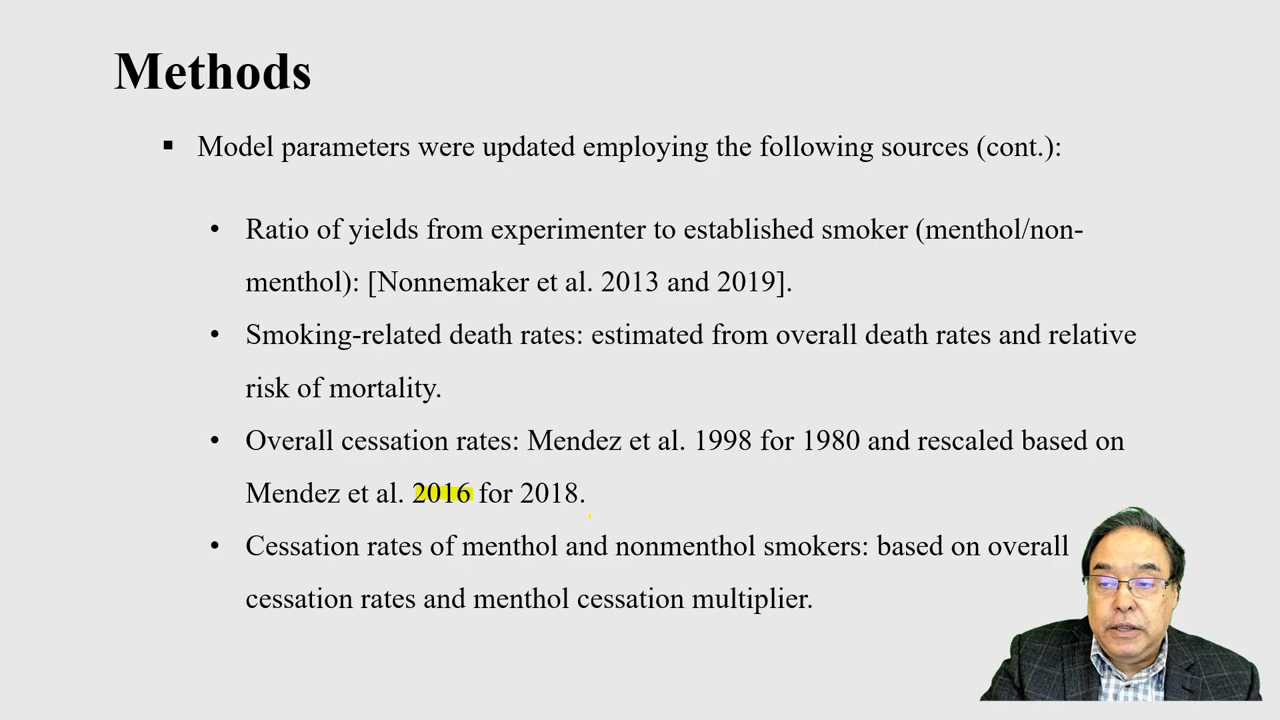 Methods
▪ Model parameters were updated employing the following sources (cont.):
• Ratio of yields from experimenter to established smoker (menthol/non-
menthol): [Nonnemaker et al. 2013 and 2019].
• Smoking-related death rates: estimated from overall death rates and relative
risk of mortality.
• Overall cessation rates: Mendez et al. 1998 for 1980 and rescaled based on
Mendez et al. 2016 for 2018.
• Cessation rates of menthol and nonmenthol smokers: based on overall
cessation rates and menthol cessation multiplier.